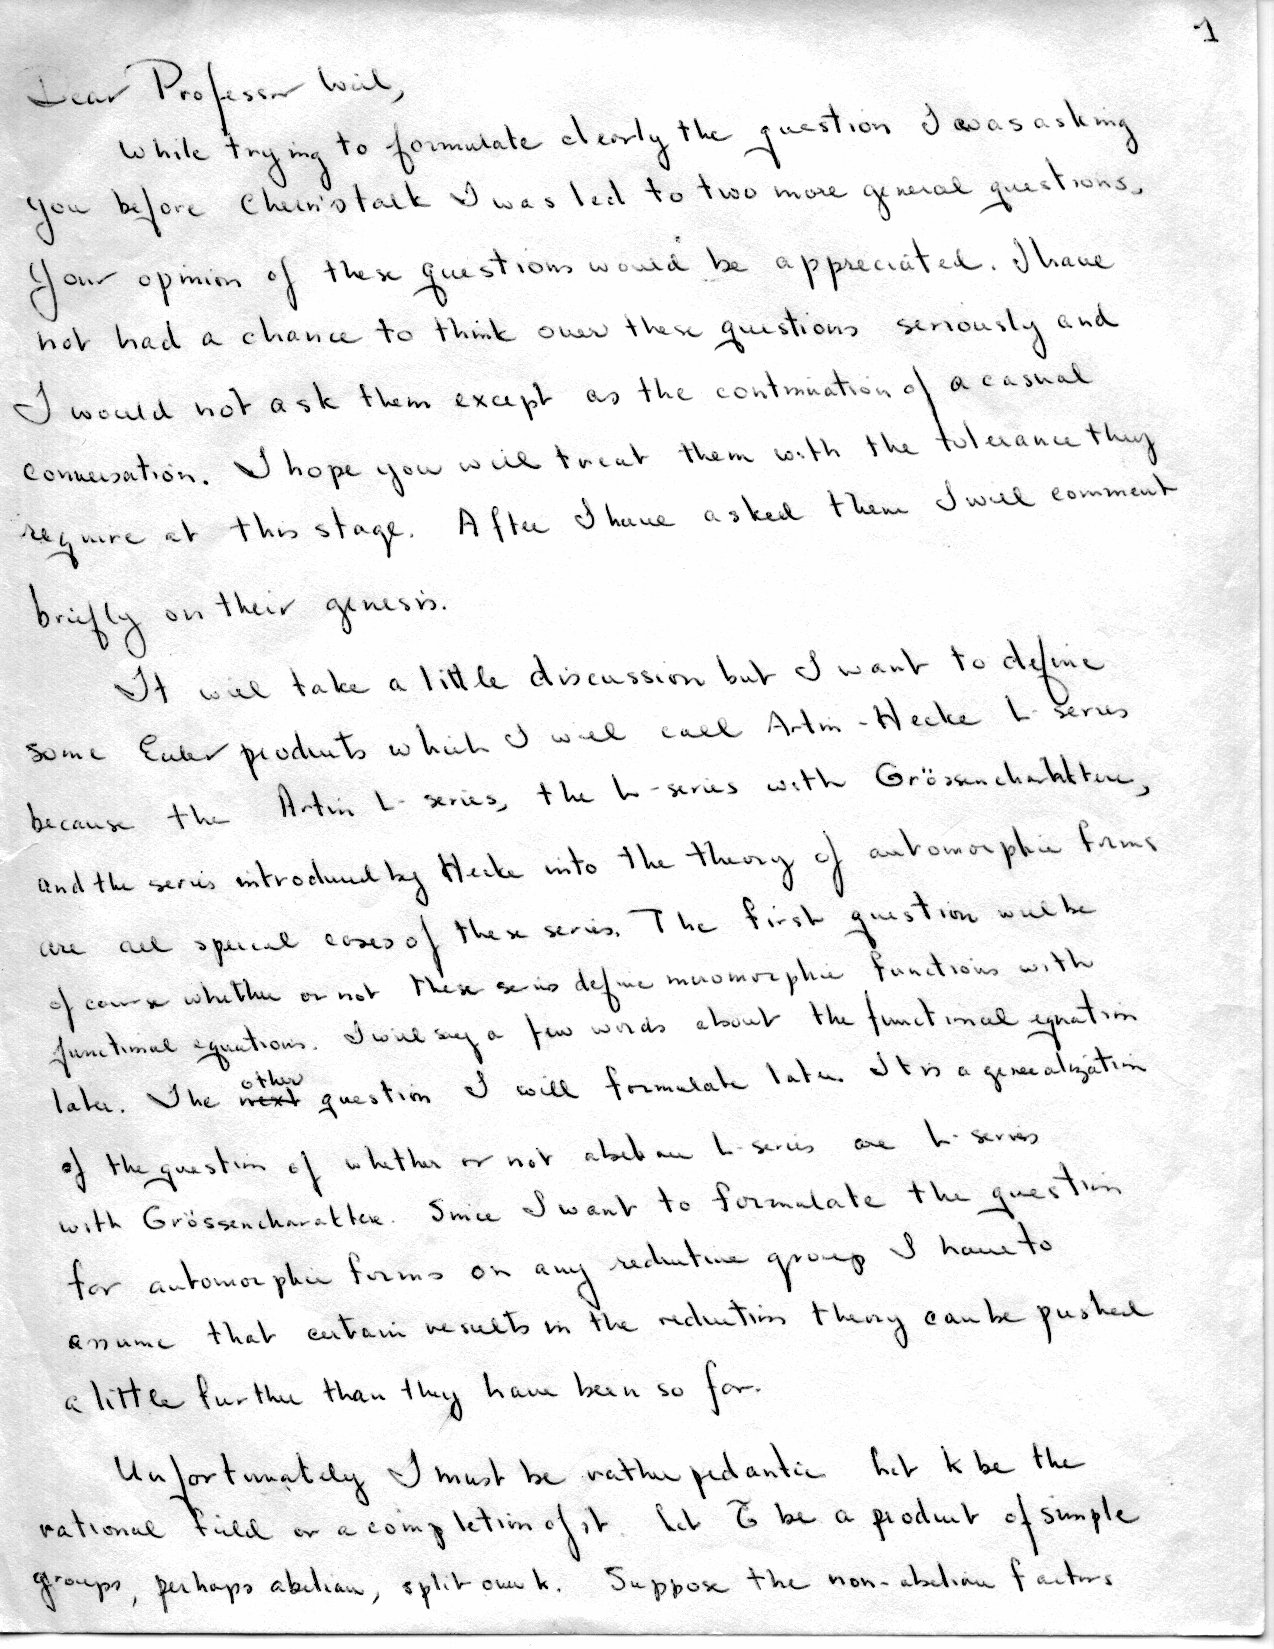 1
Dear Professor Weil,
While trying to formulate clearly the question I was asking
you before Chern's talk I was led to two more general questions.
Your opinion of these questions would be appreciated. I have
not had a chance to think over these questions seriously and
I would not ask them except as the continuation of a casual
conversation. I hope you will treat them with the tolerance they
require at this stage. After I have asked them I will comment
briefly on their genesis.
It will take a little discussion but I want to define
some Euler products which I will call Artin-Hecke L-series
because the Artin L-series, the L-series with Grössencharaktere,
and the series introduced by Hecke into the theory of automorphic forms
are all special cases of these series. The first question will be
of course whether or not these series define meromorphic functions with
functional equations. I will say a few words about the functional equation
later. The next other question I will formulate later. It is a generalization
of the question of whether or not abelian L-series are L-series
with Grössencharaktere. Since I want to formulate the question
for automorphic forms on any reductive group I have to
assume that certain results in the reduction theory can be pushed
a little further than they have been so far.
Unfortunately I must be rather pedantic. Let k be the
rational field or a completion of it. Let G̃ be a product of simple
groups, perhaps abelian, split over k. Suppose the non-abelian factors